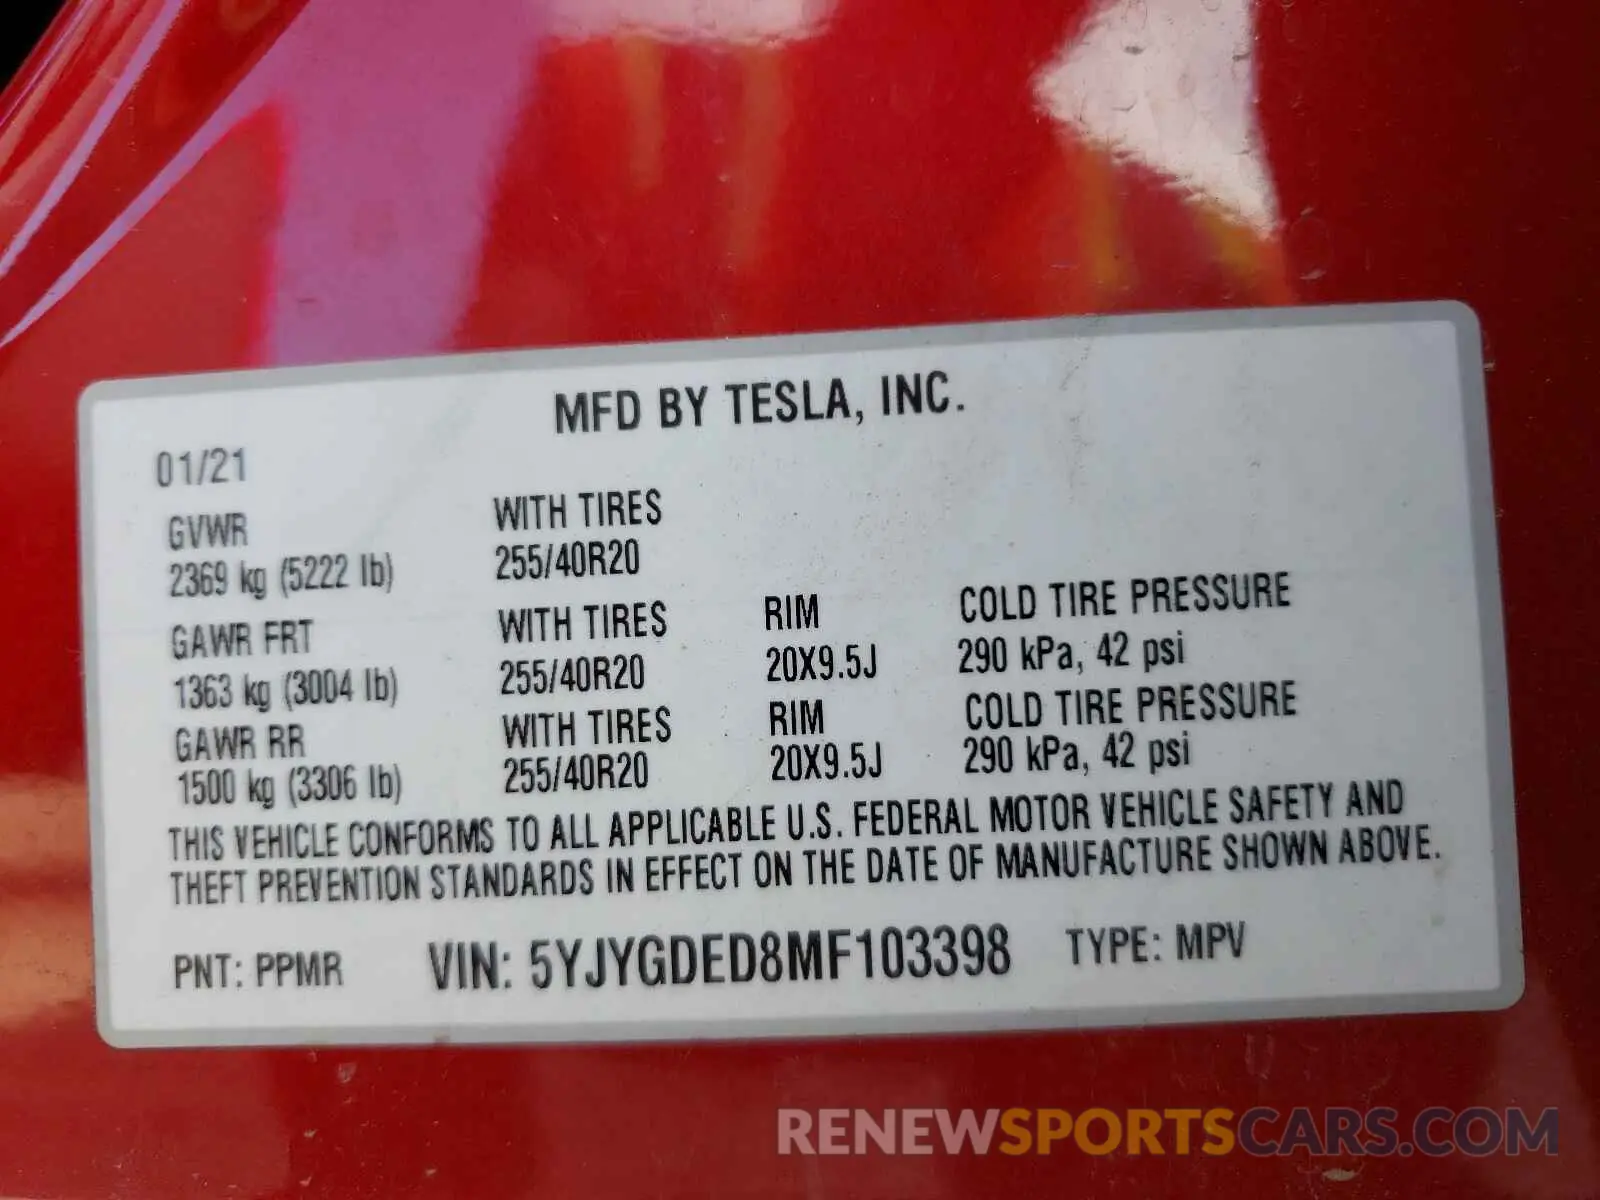 MFD BY TESLA, INC.
01/21
GVWR WITH TIRES
2369 kg (5222 lb) 255/40R20
GAWR FRT WITH TIRES RIM COLD TIRE PRESSURE
1363 kg (3004 lb) 255/40R20 20X9.5J 290 kPa, 42 psi
GAWR RR WITH TIRES RIM COLD TIRE PRESSURE
1500 kg (3306 lb) 255/40R20 20X9.5J 290 kPa, 42 psi
THIS VEHICLE CONFORMS TO ALL APPLICABLE U.S. FEDERAL MOTOR VEHICLE SAFETY AND
THEFT PREVENTION STANDARDS IN EFFECT ON THE DATE OF MANUFACTURE SHOWN ABOVE.
PNT: PPMR VIN: 5YJYGDED8MF103398 TYPE: MPV
RENEWSPORTSCARS.COM